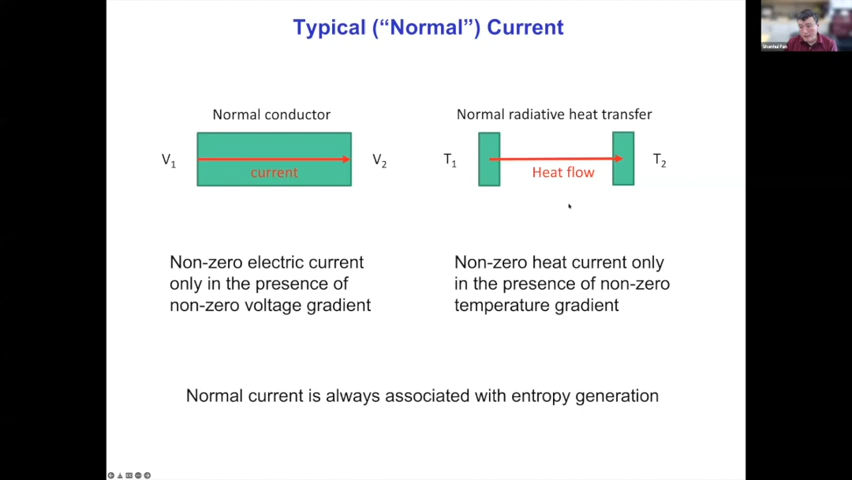 Typical (“Normal”) Current
Shanhui Fan
Normal conductor
Normal radiative heat transfer
V1
current
V2
T1
Heat flow
T2
Non-zero electric current
only in the presence of
non-zero voltage gradient
Non-zero heat current only
in the presence of non-zero
temperature gradient
Normal current is always associated with entropy generation